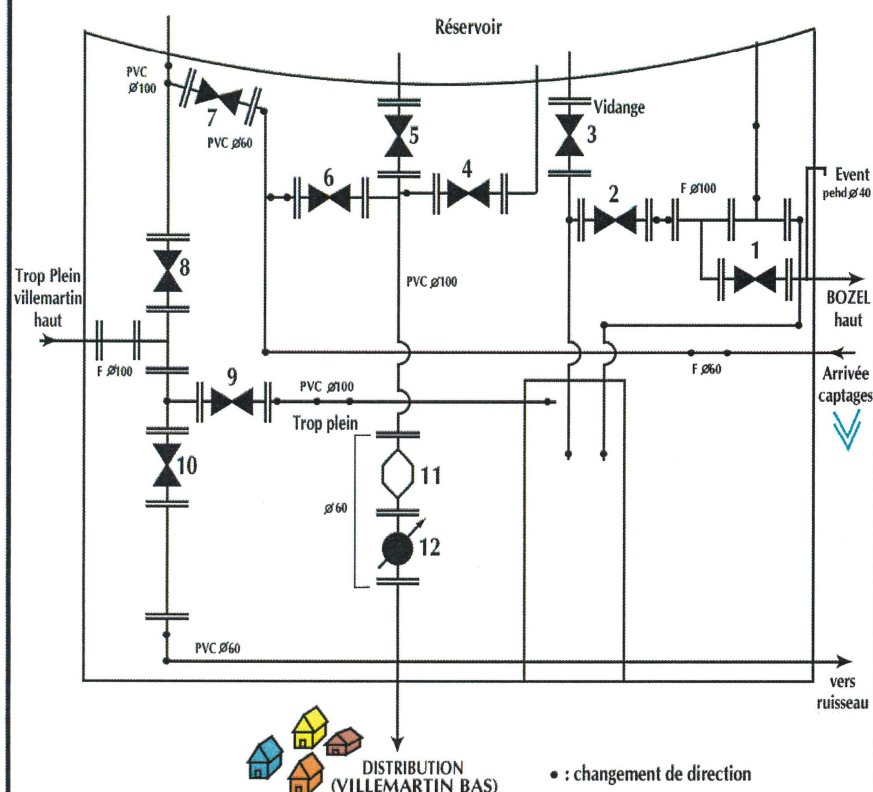 Réservoir
PVC
Ø100
7
PVC Ø60
5
Vidange
3
6
4
2
F Ø100
Event
pehd Ø40
1
8
Trop Plein
villemartin
haut
PVC Ø100
BOZEL
haut
F Ø100
F Ø60
Arrivée
captages
9
PVC Ø100
Trop plein
10
11
Ø60
12
PVC Ø60
vers
ruisseau
DISTRIBUTION
(VILLEMARTIN BAS)
• : changement de direction